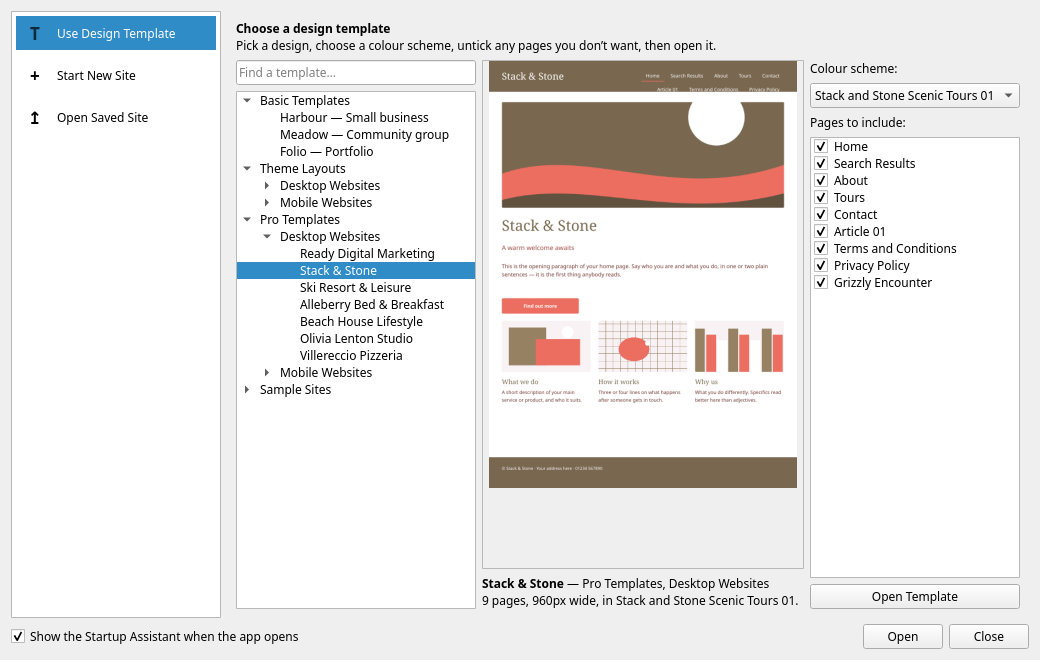 T Use Design Template
+ Start New Site
↥ Open Saved Site
Choose a design template
Pick a design, choose a colour scheme, untick any pages you don't want, then open it.
Find a template...
Basic Templates
Harbour — Small business
Meadow — Community group
Folio — Portfolio
Theme Layouts
Desktop Websites
Mobile Websites
Pro Templates
Desktop Websites
Ready Digital Marketing
Stack & Stone
Ski Resort & Leisure
Alleberry Bed & Breakfast
Beach House Lifestyle
Olivia Lenton Studio
Villereccio Pizzeria
Mobile Websites
Sample Sites
Stack & Stone
Home Search Results About Tours Contact
Article 01 Terms and Conditions Privacy Policy
Stack & Stone
A warm welcome awaits
This is the opening paragraph of your home page. Say who you are and what you do, in one or two plain
sentences — it is the first thing anybody reads.
Find out more
What we do
A short description of your main
service or product, and who it suits.
How it works
Three or four lines on what happens
after someone gets in touch.
Why us
What you do differently. Specifics read
better here than adjectives.
© Stack & Stone · Your address here · 01234 567890
Stack & Stone — Pro Templates, Desktop Websites
9 pages, 960px wide, in Stack and Stone Scenic Tours 01.
Colour scheme:
Stack and Stone Scenic Tours 01
Pages to include:
Home
Search Results
About
Tours
Contact
Article 01
Terms and Conditions
Privacy Policy
Grizzly Encounter
Open Template
Show the Startup Assistant when the app opens
Open
Close